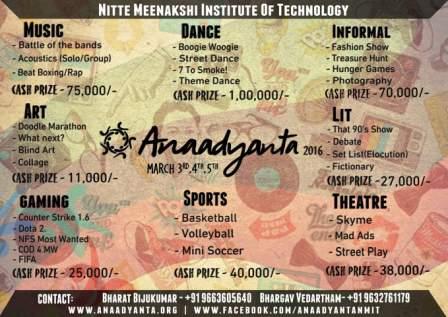 Nitte Meenakshi Institute Of Technology
Music
- Battle of the bands
- Acoustics (Solo/Group)
- Beat Boxing/Rap
Cash Prize - 75,000/-
Dance
- Boogie Woogie
- Street Dance
- 7 To Smoke!
- Theme Dance
Cash Prize - 1,00,000/-
Informal
- Fashion Show
- Treasure Hunt
- Hunger Games
- Photography
Cash Prize - 70,000/-
Art
- Doodle Marathon
- What next?
- Blind Art
- Collage
Cash Prize - 11,000/-
Anaadyanta 2016
March 3rd,4th,5th
Lit
- That 90's Show
- Debate
- Set List(Elocution)
- Fictionary
Cash Prize - 27,000/-
Gaming
- Counter Strike 1.6
- Dota 2.
- NFS Most Wanted
- COD 4 MW
- FIFA
Cash Prize - 25,000/-
Sports
- Basketball
- Volleyball
- Mini Soccer
Cash Prize - 40,000/-
Theatre
- Skyme
- Mad Ads
- Street Play
Cash Prize - 38,000/-
Contact: Bharat Bijukumar - +91 9663605640 Bhargav Vedartham- +91 9632761179
www.anaadyanta.org | www.facebook.com/anaadyantanmit